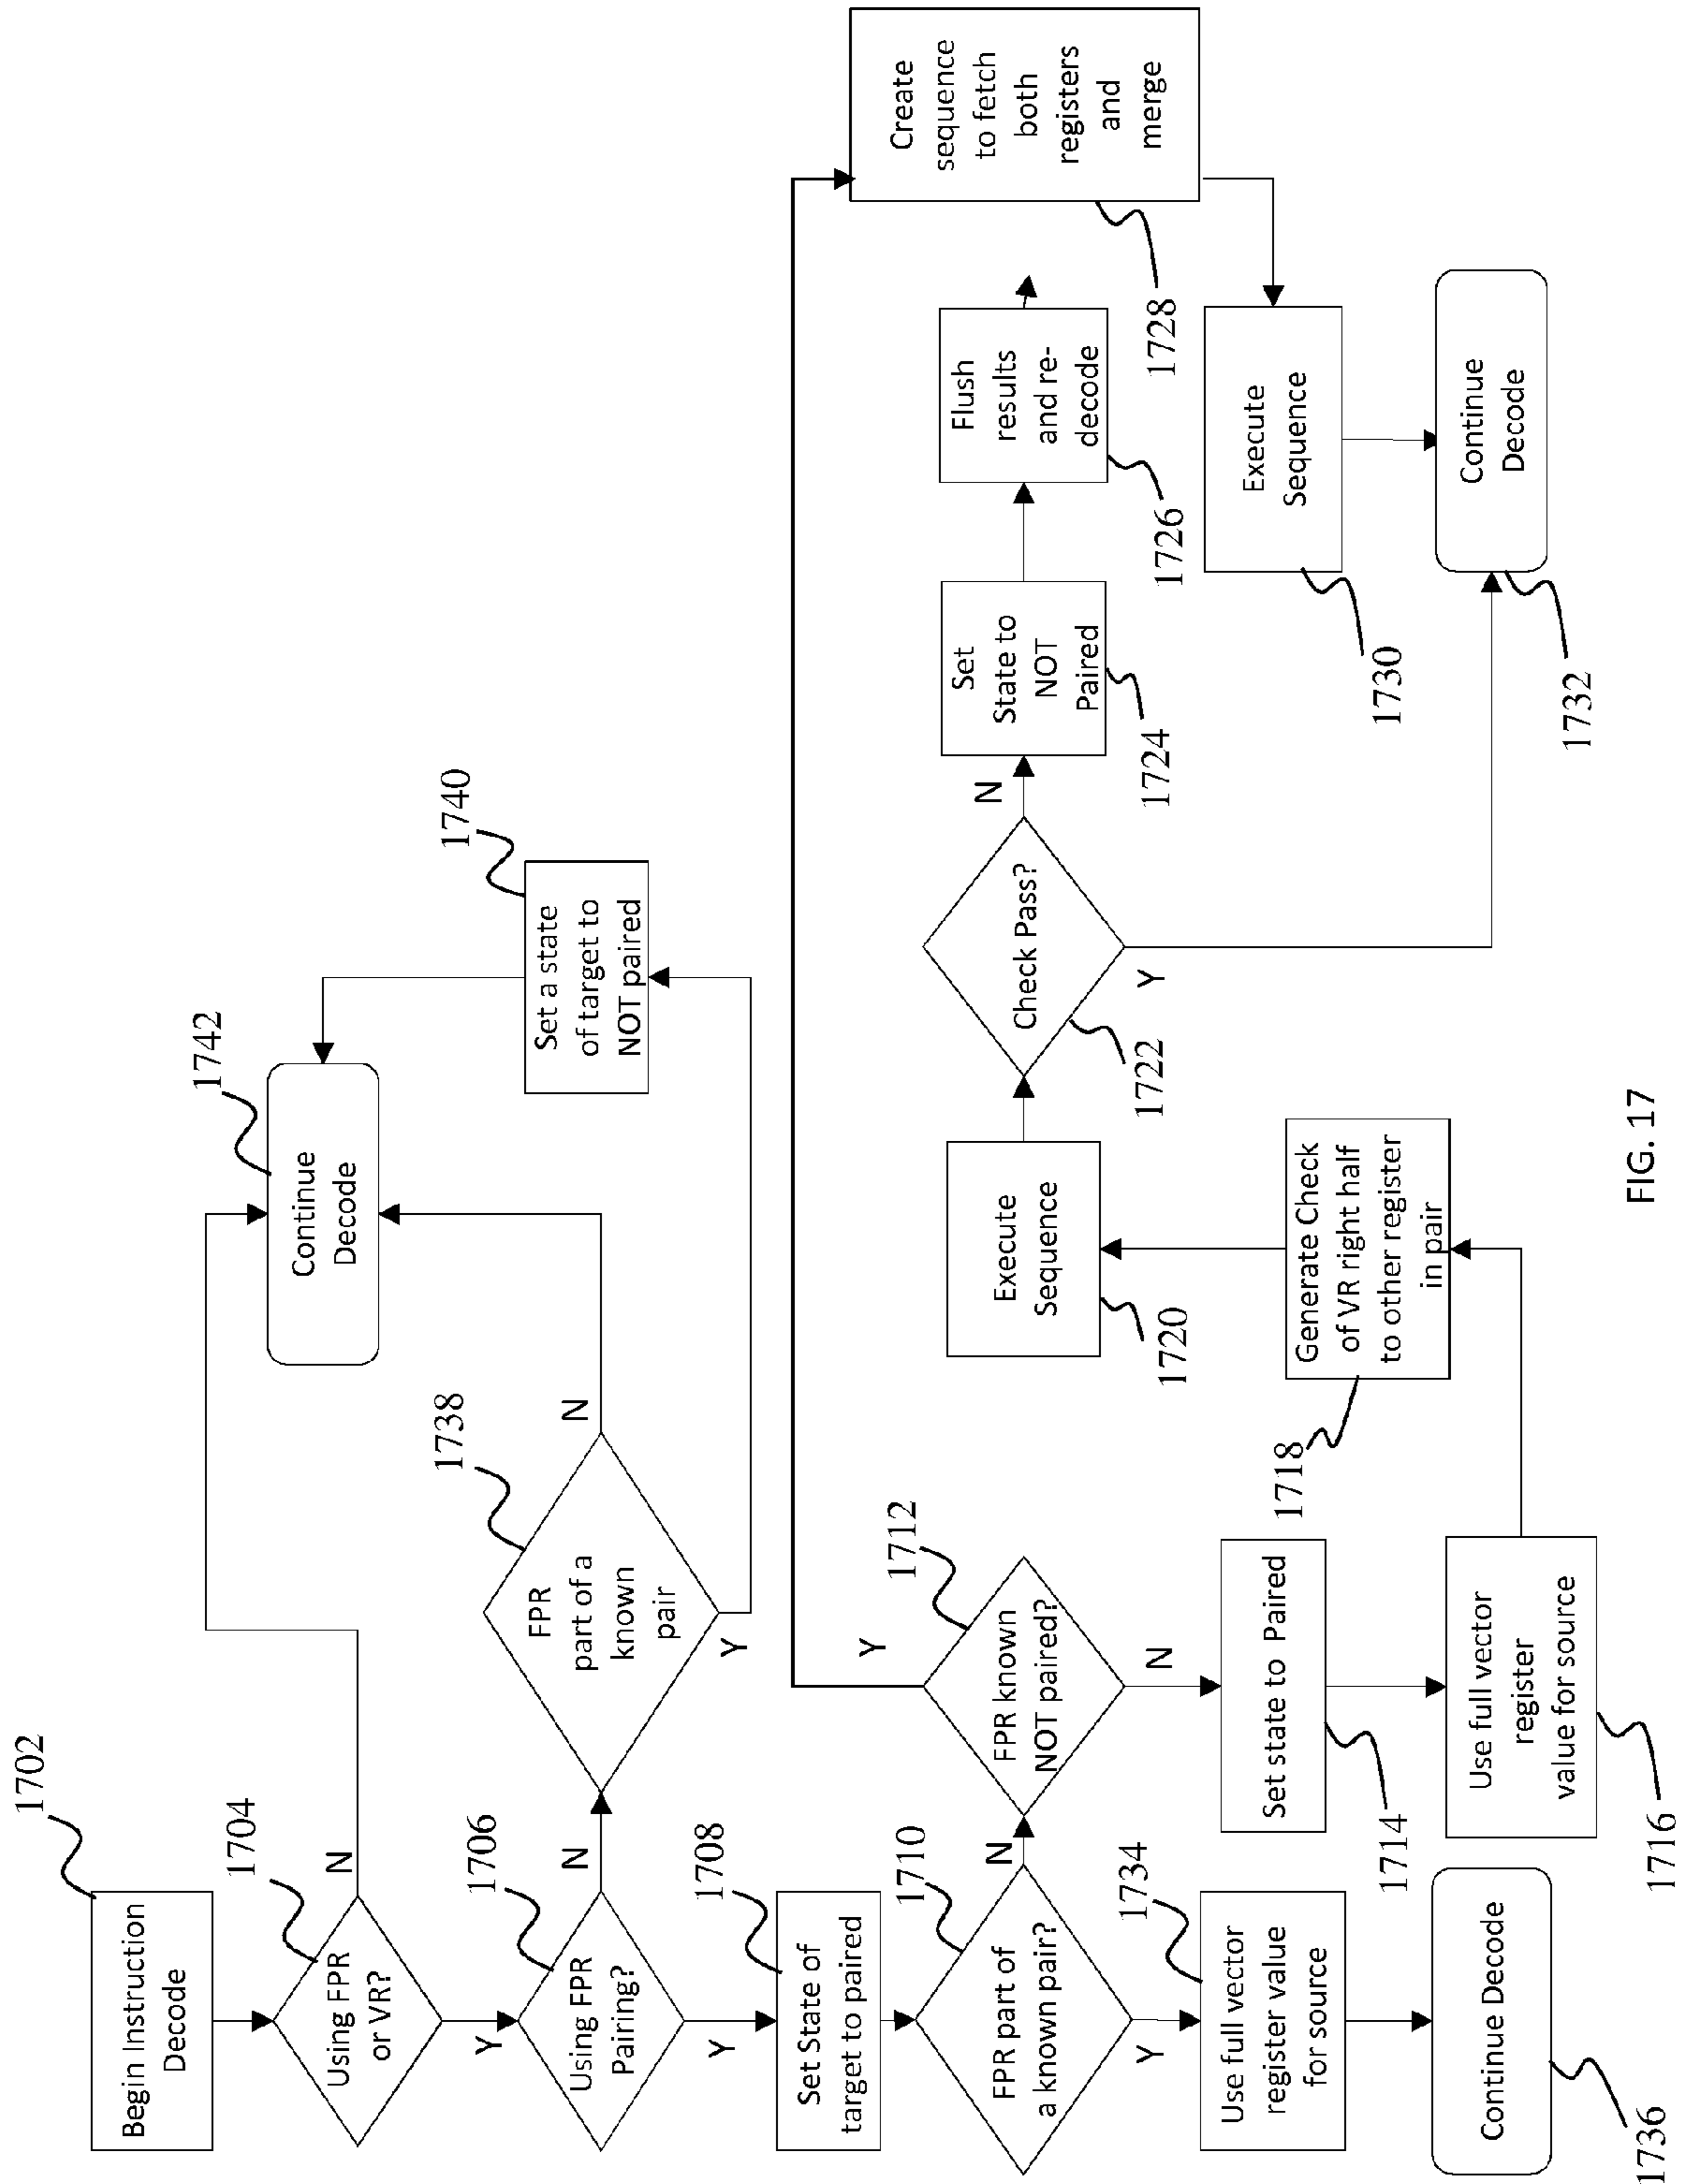 1702
Begin Instruction
Decode
1704
Using FPR
or VR?
N
Y
1742
Continue
Decode
1706
Using FPR
Pairing?
N
Y
1738
FPR
part of a
known
pair
N
Y
1740
Set a state
of target to
NOT paired
1708
Set State of
target to paired
1710
FPR part of
a known pair?
N
Y
1734
Use full vector
register value
for source
Continue Decode
1736
1712
FPR known
NOT paired?
Y
N
Set state to Paired
1714
Use full vector
register
value for source
1716
Generate Check
of VR right half
to other register
in pair
1718
Execute
Sequence
1720
Check Pass?
1722
N
Y
Set
State to
NOT
Paired
1724
Flush
results
and re-
decode
1726
Create
sequence
to fetch
both
registers
and
merge
1728
Execute
Sequence
1730
Continue
Decode
1732
FIG. 17